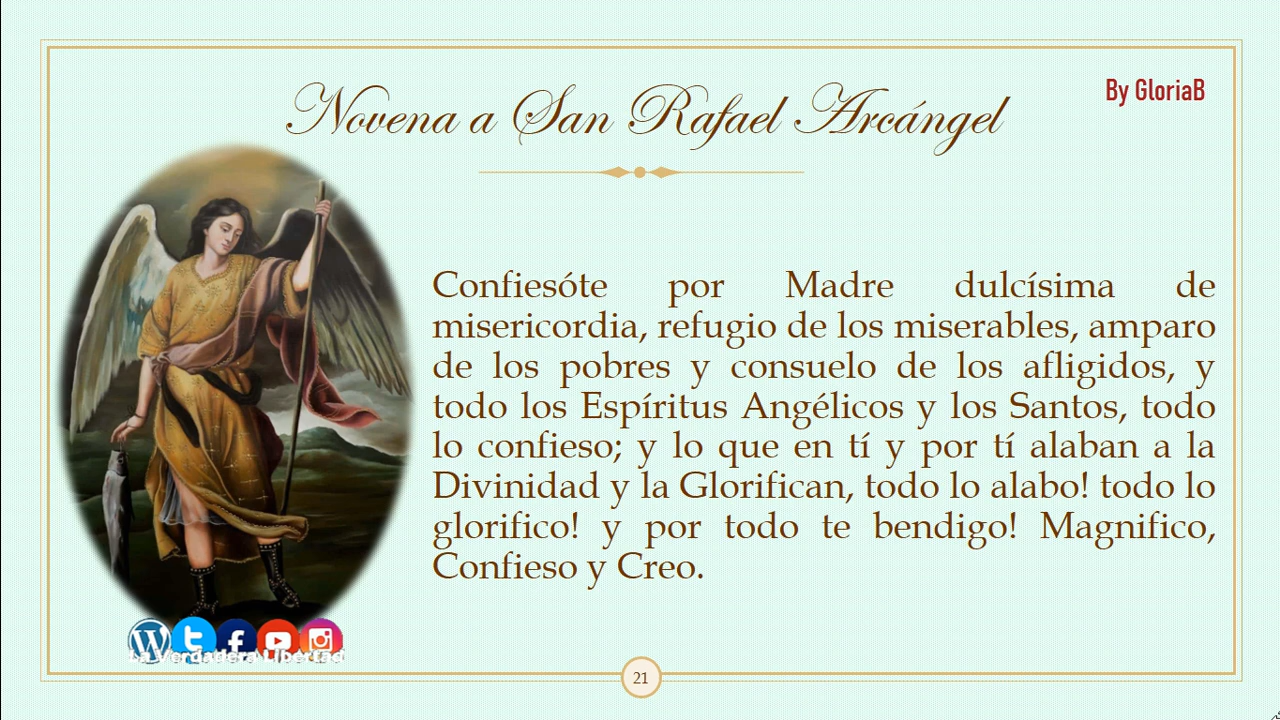 Novena a San Rafael Arcángel
By GloriaB
Confiesóte por Madre dulcísima de
misericordia, refugio de los miserables, amparo
de los pobres y consuelo de los afligidos, y
todo los Espíritus Angélicos y los Santos, todo
lo confieso; y lo que en tí y por tí alaban a la
Divinidad y la Glorifican, todo lo alabo! todo lo
glorifico! y por todo te bendigo! Magnifico,
Confieso y Creo.
La Verdadera Libertad
21